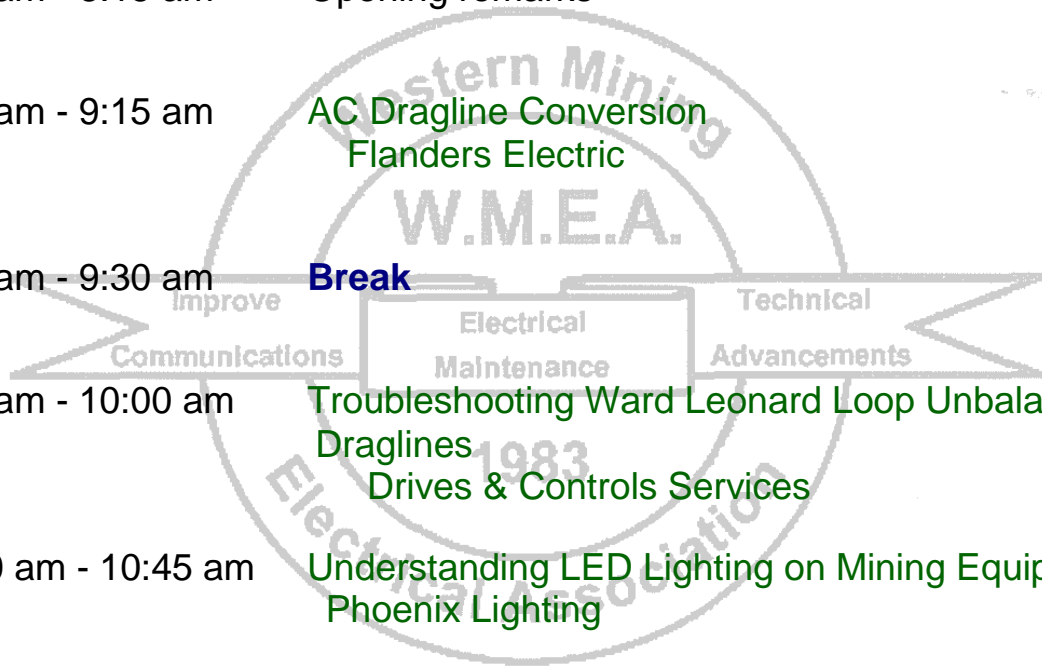 am - 9:15 am AC Dragline Conversion
Flanders Electric
am - 9:30 am Break
am - 10:00 am Troubleshooting Ward Leonard Loop
Draglines
Drives & Controls Services
am - 10:45 am Understanding LED Lighting on Mining
Phoenix Lighting
Western Mining
W.M.E.A.
Improve
Communications
Electrical
Maintenance
Technical
Advancements
1983
Electrical Association